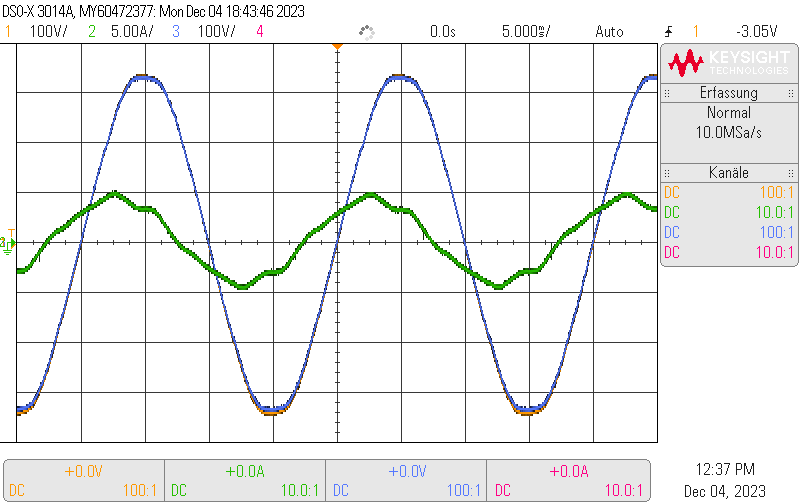 DSO-X 3014A, MY60472377: Mon Dec 04 18:43:46 2023
1 100V/ 2 5.00A/ 3 100V/ 4 0.0s 5.000ms/ Auto 1 -3.05V
KEYSIGHT
TECHNOLOGIES
Erfassung
Normal
10.0MSa/s
Kanäle
DC 100:1
DC 10.0:1
DC 100:1
DC 10.0:1
T
+0.0V +0.0A +0.0V +0.0A
DC 100:1 DC 10.0:1 DC 100:1 DC 10.0:1
12:37 PM
Dec 04, 2023